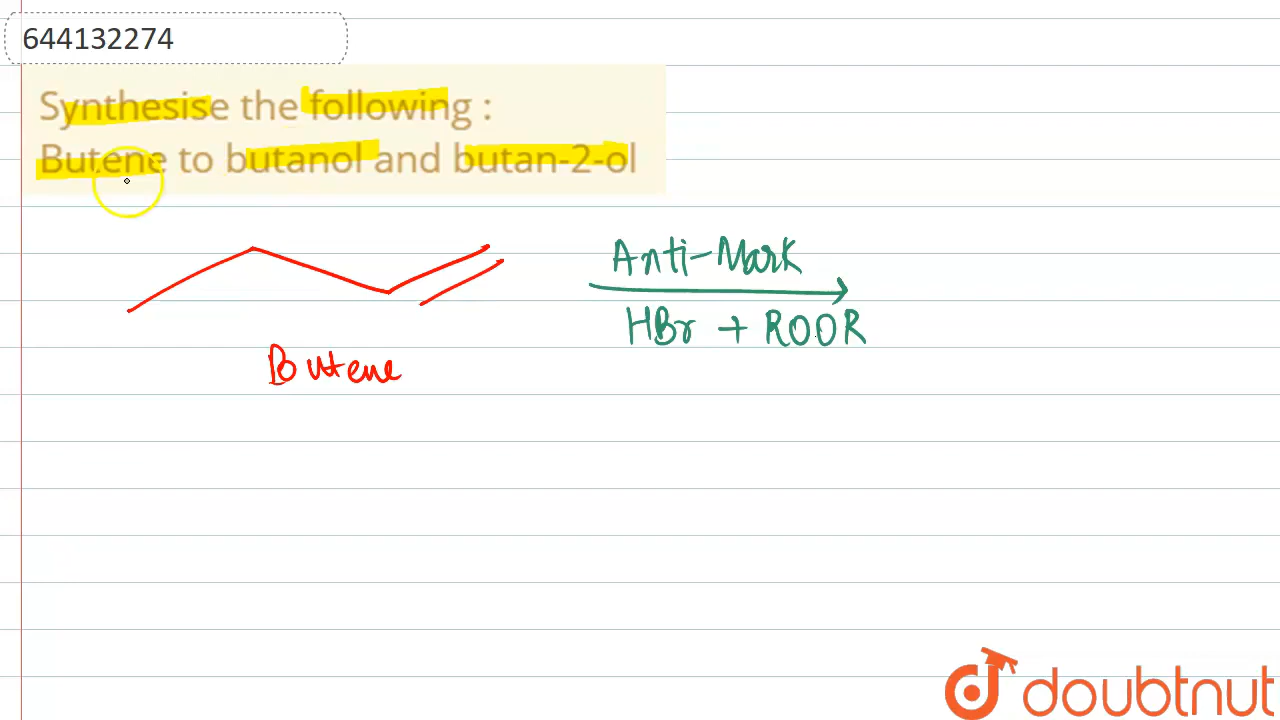 644132274
Synthesise the following :
Butene to butanol and butan-2-ol
Anti-Mark
HBr + ROOR
Butene
doubtnut